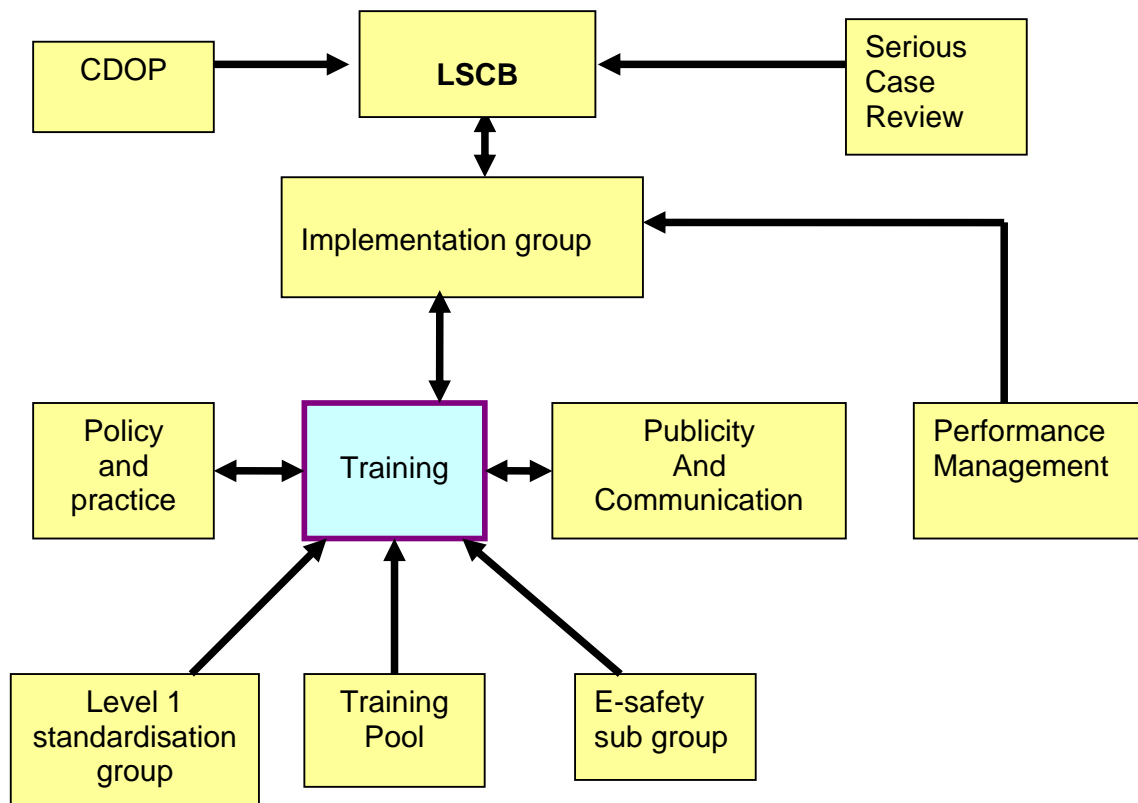 CDOP
LSCB
Serious
Case
Review
Implementation group
Policy
and
practice
Training
Publicity
And
Communication
Performance
Management
Level 1
standardisation
group
Training
Pool
E-safety
sub group